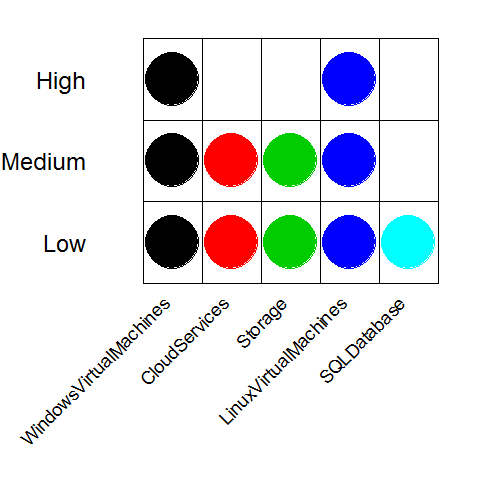 High
Medium
Low
WindowsVirtualMachines
CloudServices
Storage
LinuxVirtualMachines
SQLDatabase